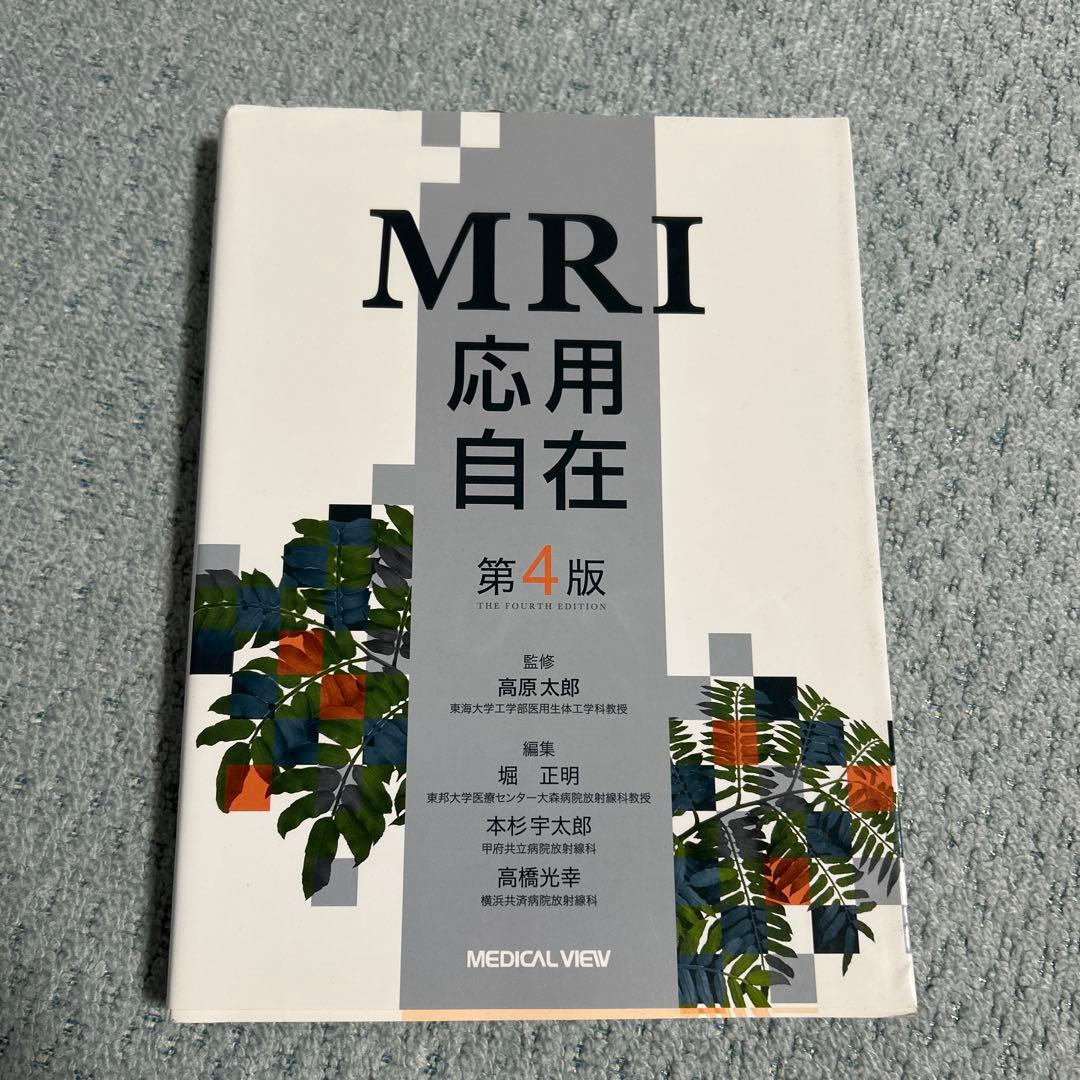 MRI
応用
自在
第4版
THE FOURTH EDITION
監修
高原太郎
東海大学工学部医用生体工学科教授
編集
堀　正明
東邦大学医療センター大森病院放射線科教授
本杉宇太郎
甲府共立病院放射線科
高橋光幸
横浜共済病院放射線科
MEDICAL VIEW